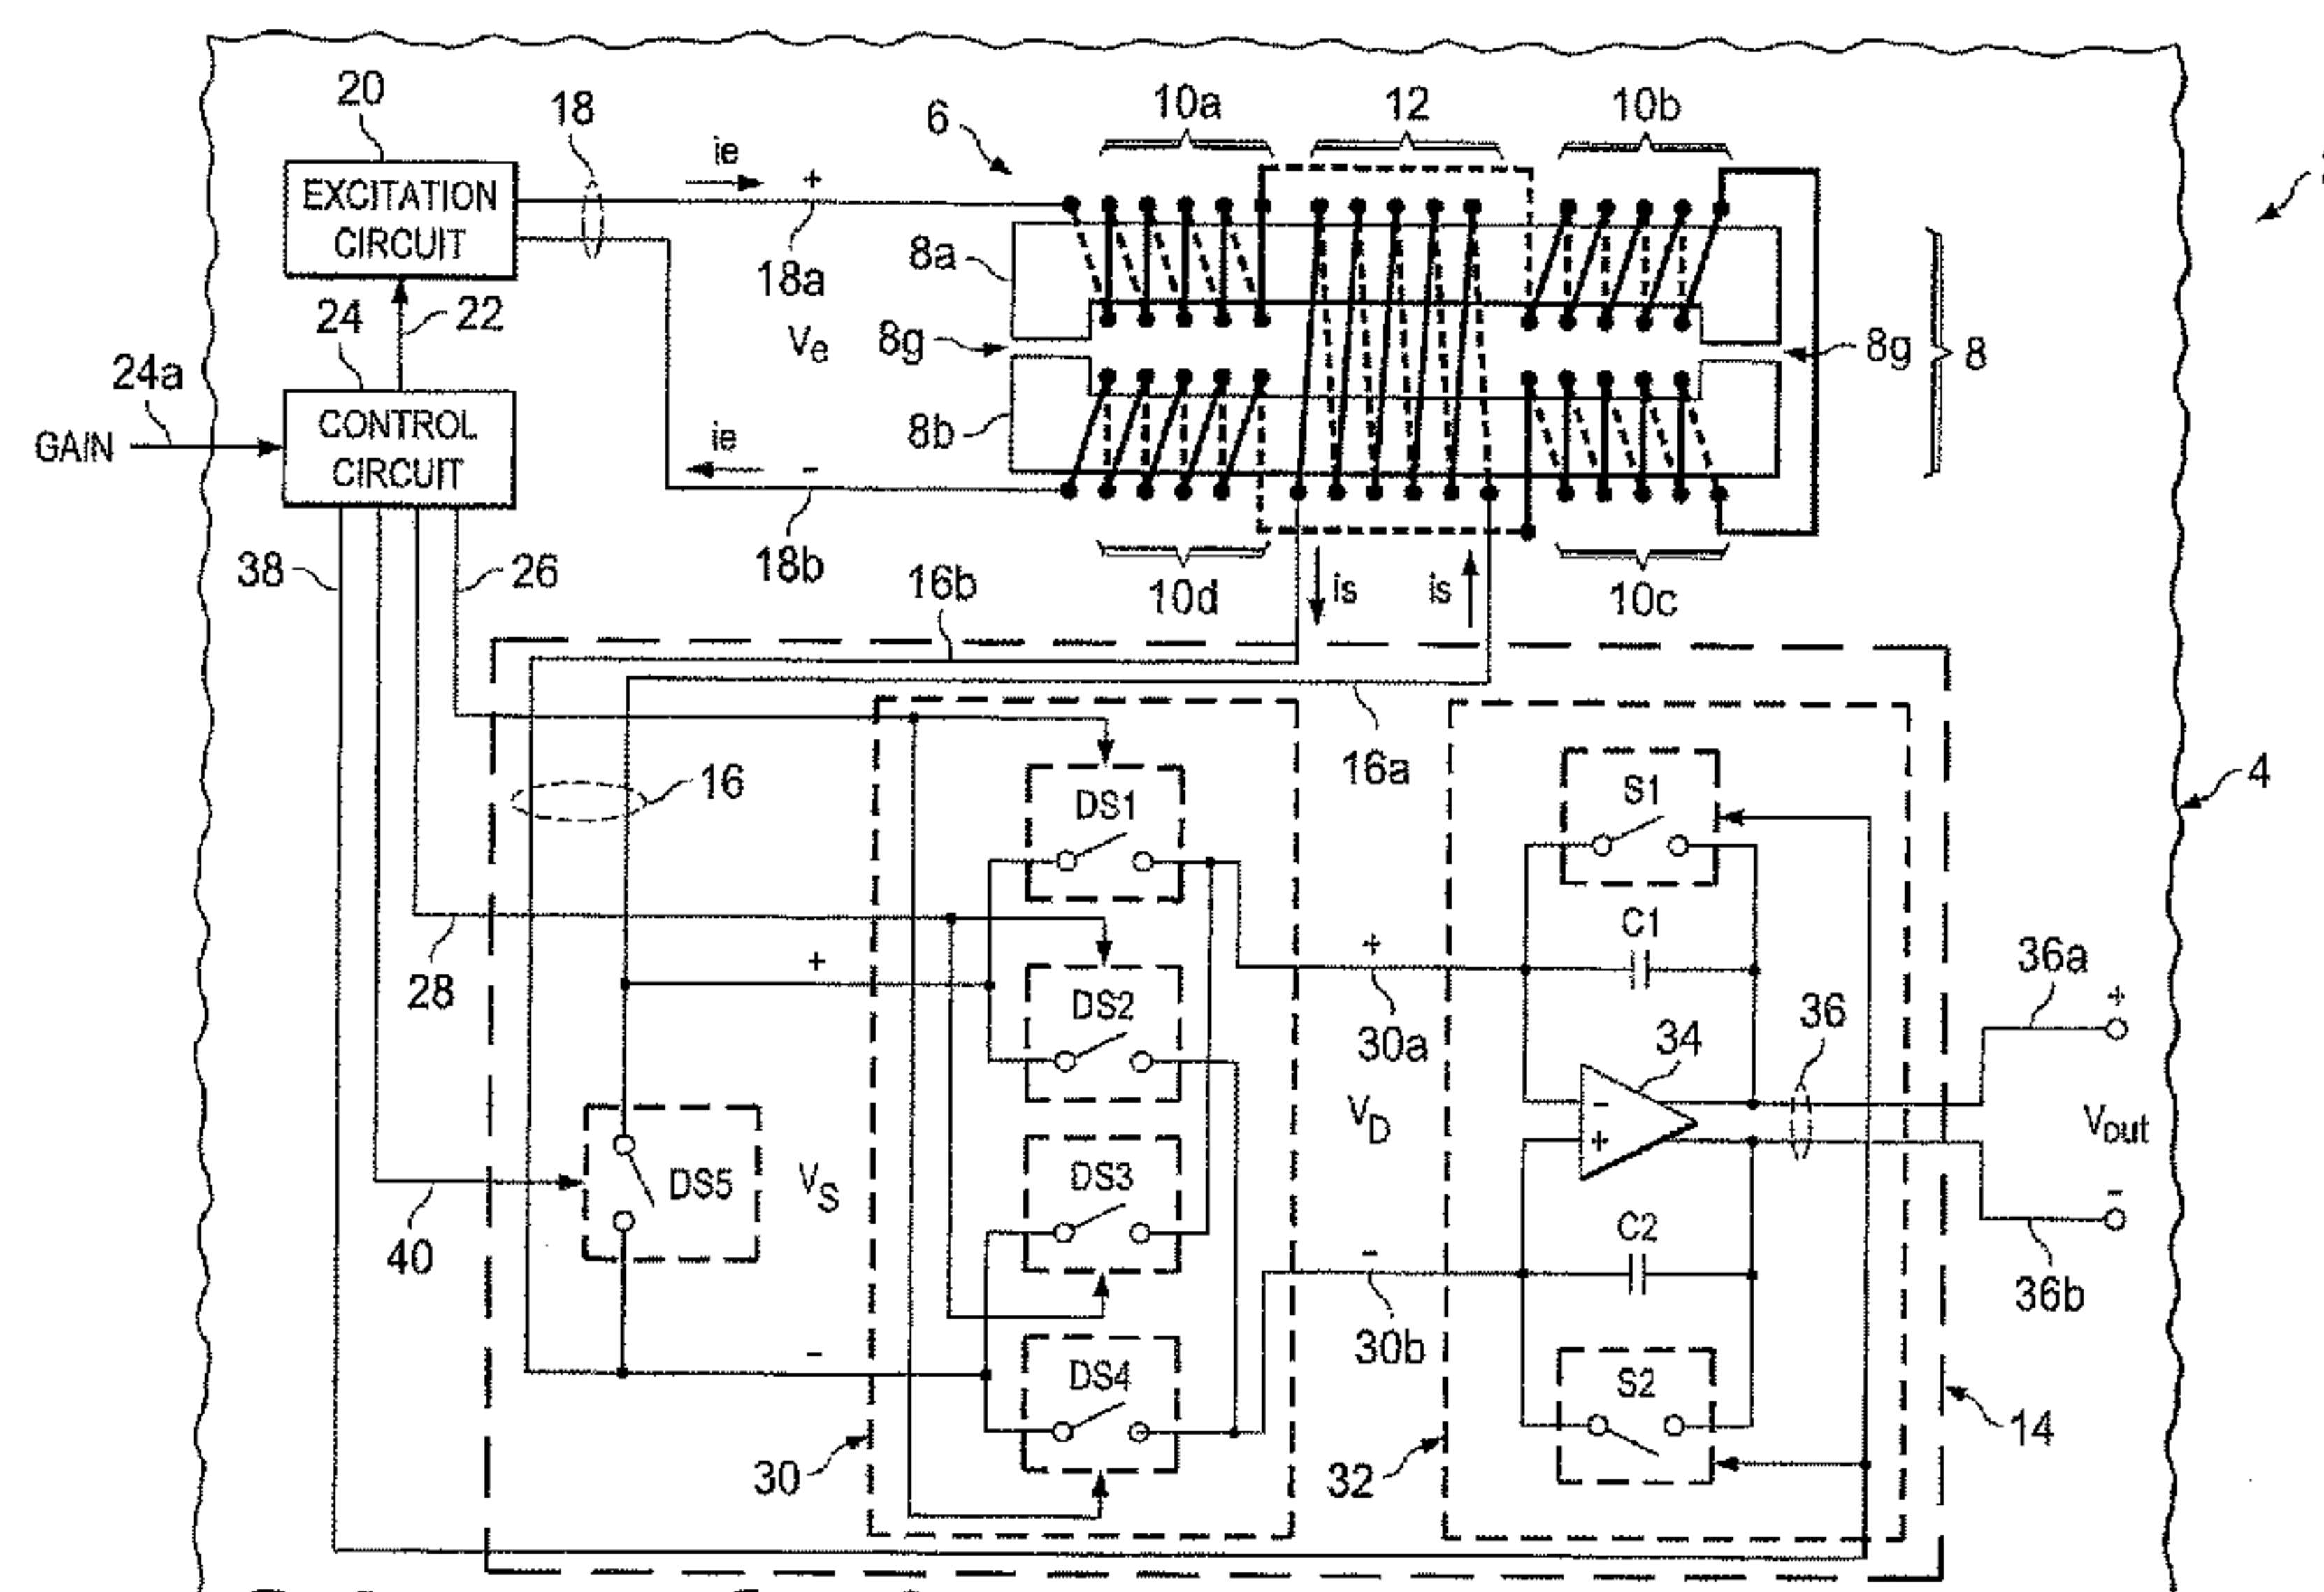 20
18
ie
+
6
10a
12
10b
EXCITATION
CIRCUIT
18a
8a
24
22
Ve
8g
8g
8
24a
GAIN
CONTROL
CIRCUIT
ie
-
8b
38
26
18b
16b
10d
is
is
10c
16
16a
DS1
S1
4
28
+
DS2
+
30a
C1
36a
+
36
34
DS5
VS
DS3
VD
-
+
Vout
-
40
C2
36b
-
DS4
-
30b
S2
30
32
14